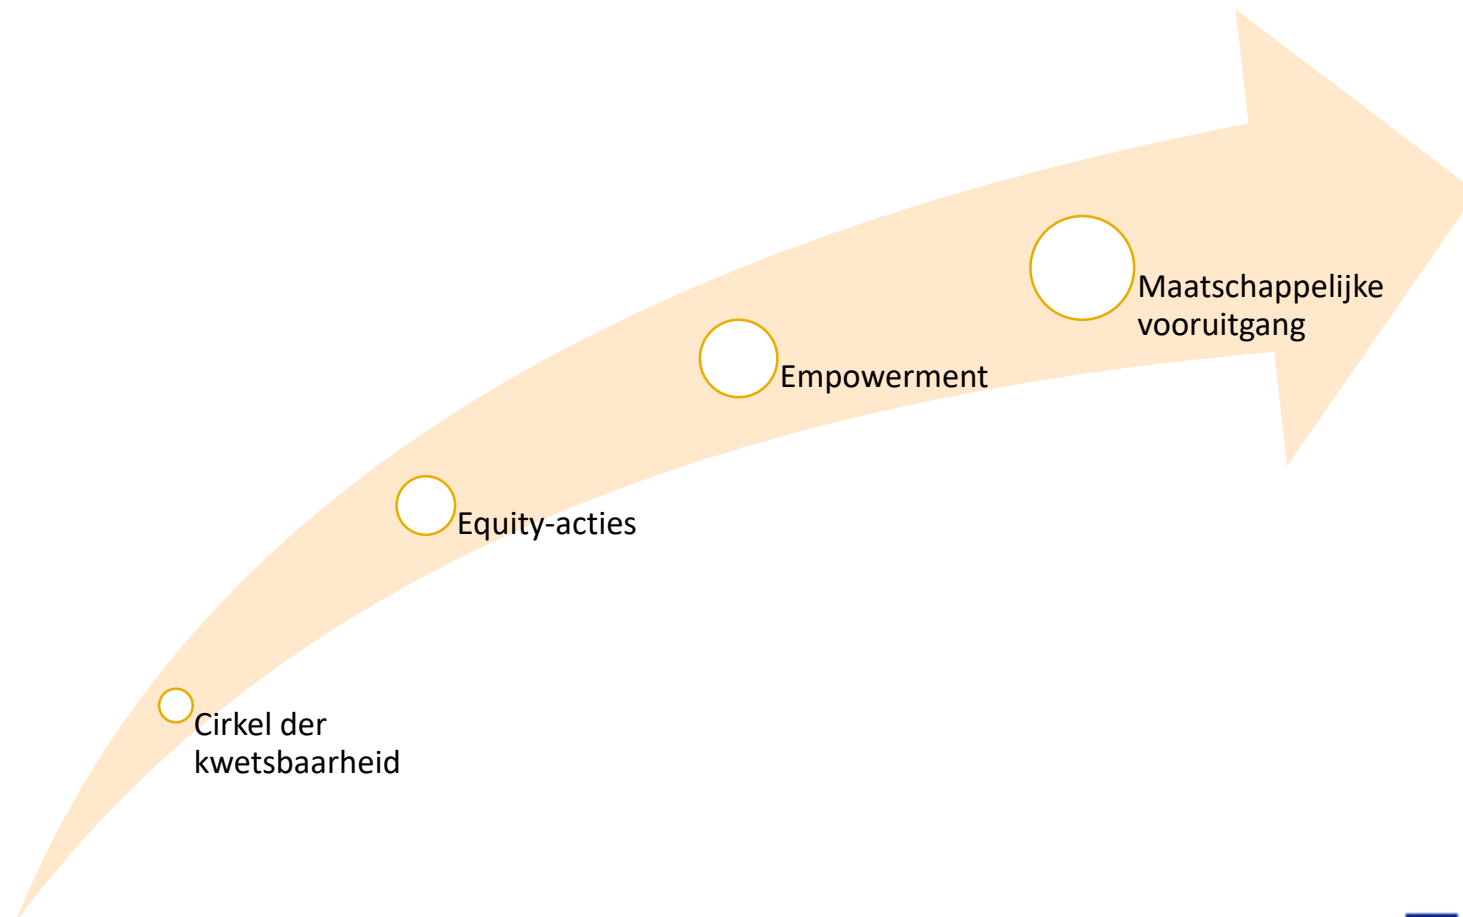 Maatschappelijke
vooruitgang
Empowerment
Equity-acties
Cirkel der
kwetsbaarheid